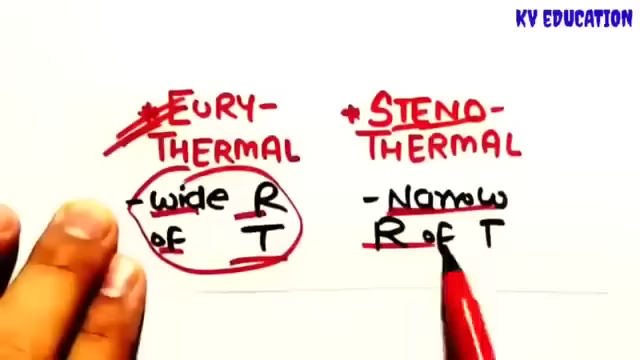 KV EDUCATION
* EURY-
THERMAL
- wide R
of T
* STENO-
THERMAL
- Narrow
R of T